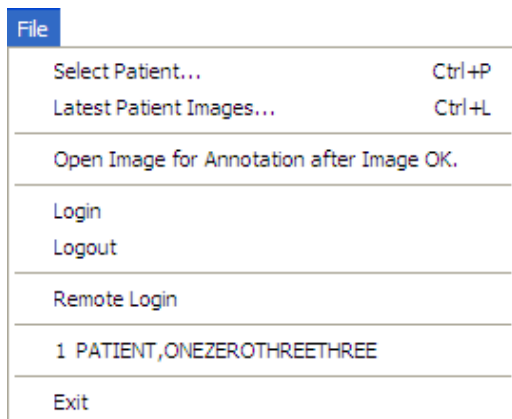 File
Select Patient... Ctrl+P
Latest Patient Images... Ctrl+L
Open Image for Annotation after Image OK.
Login
Logout
Remote Login
1 PATIENT,ONEZEROTHREETHREE
Exit